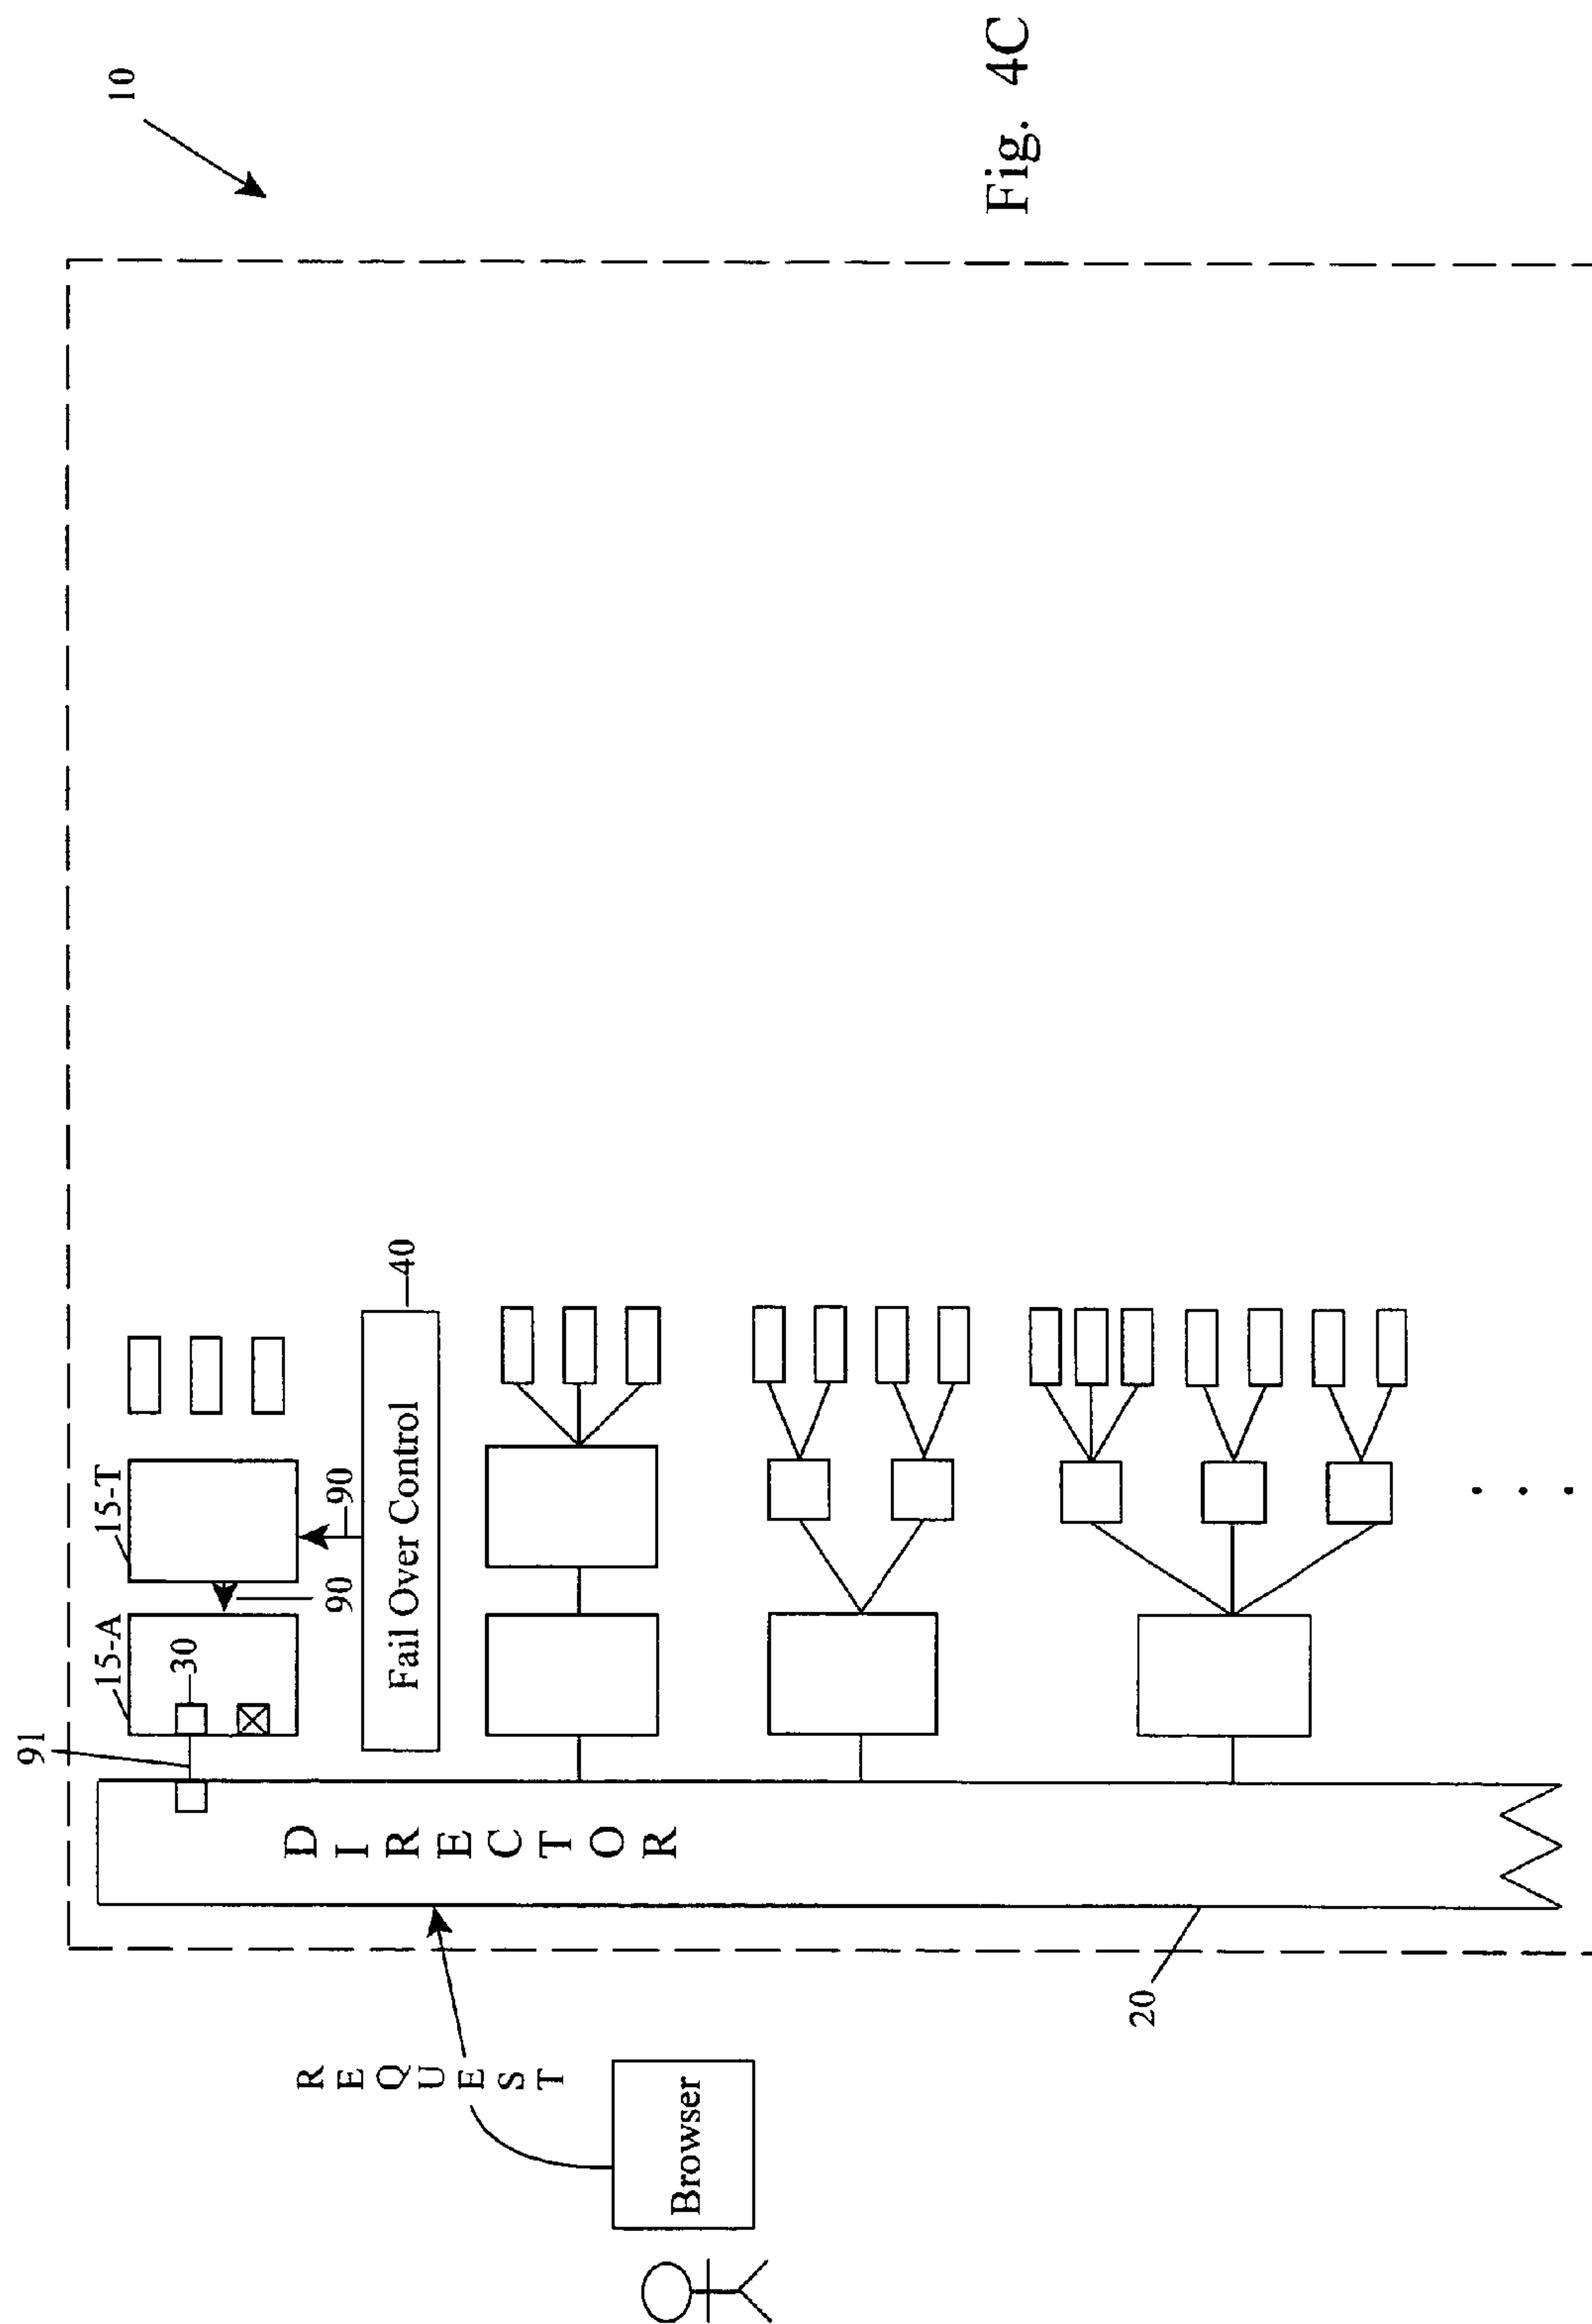 10
Fig. 4C
91
15-A
15-T
30
90
90
Fail Over Control
40
DIRECTOR
REQUEST
Browser
20